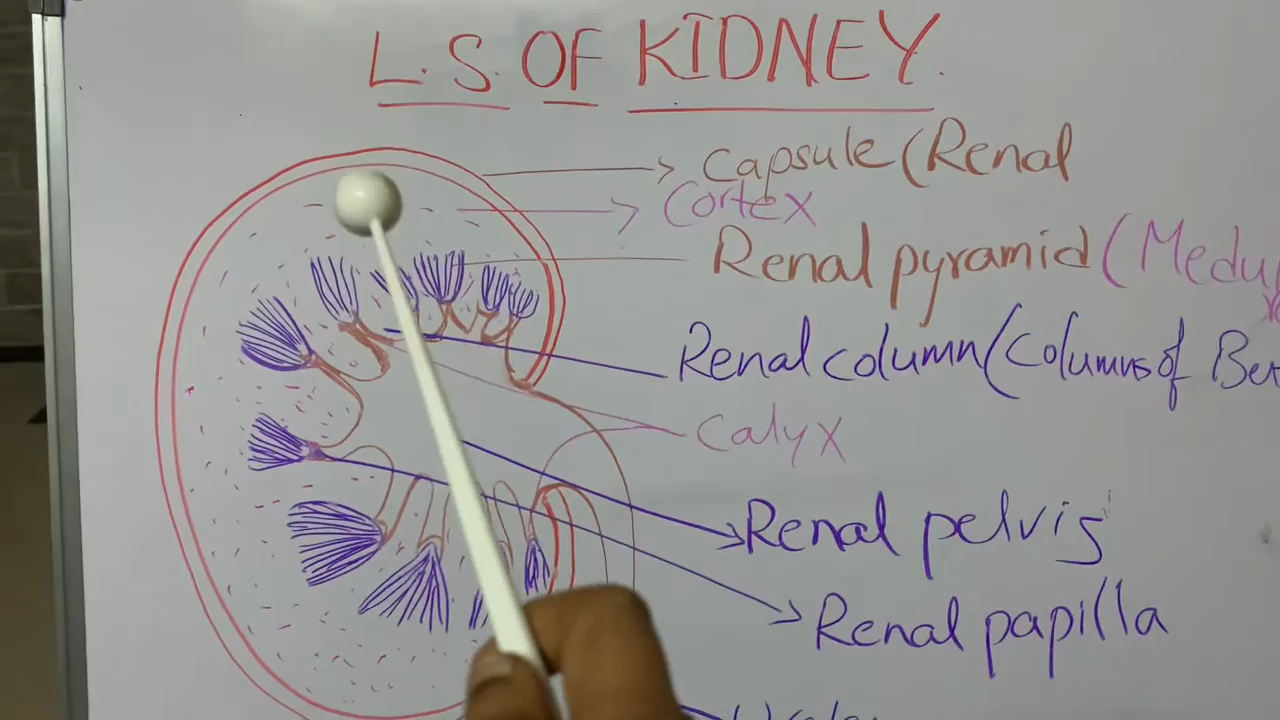 L.S. OF KIDNEY.
Capsule (Renal
Cortex
Renal pyramid (Medu
Renal column (Columns of Ber
Calyx
Renal pelvis
Renal papilla